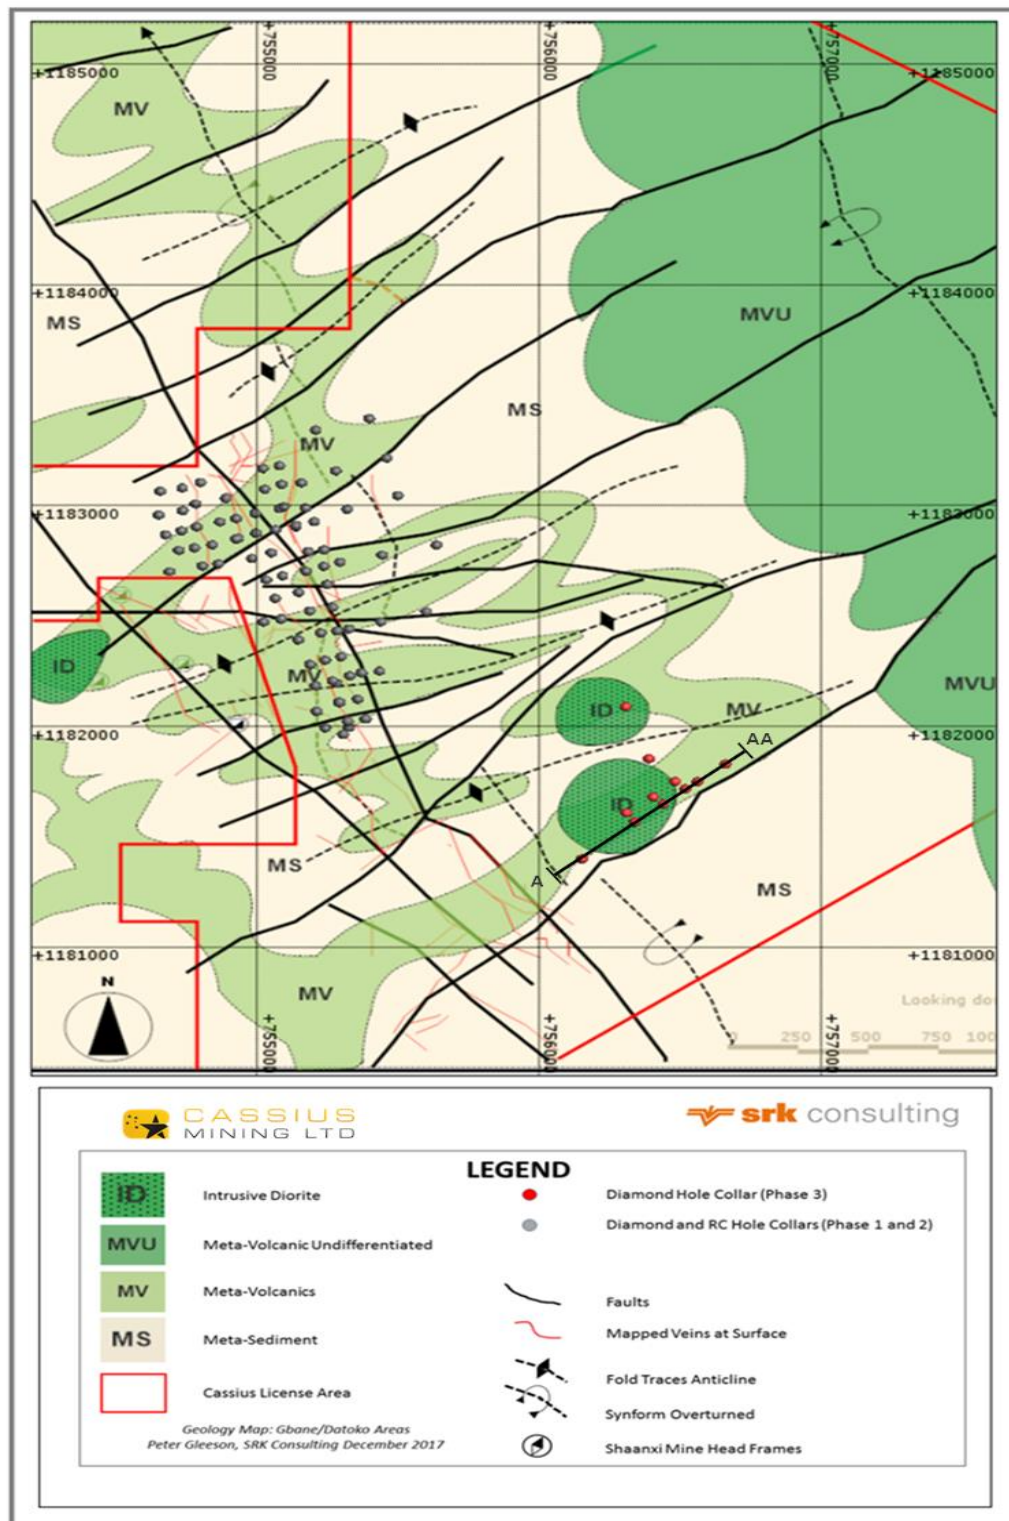 +755000
+756000
+757000
+1185000
+1185000
MV
+1184000
+1184000
MS
MVU
MS
MV
+1183000
+1183000
ID
MV
MVU
ID
MV
+1182000
+1182000
AA
ID
MS
A
MS
+1181000
+1181000
N
MV
Looking do
+755000
+756000
+757000
0 250 500 750 100
CASSIUS
MINING LTD
srk consulting
LEGEND
ID Intrusive Diorite
MVU Meta-Volcanic Undifferentiated
MV Meta-Volcanics
MS Meta-Sediment
Cassius License Area
Geology Map: Gbane/Datoko Areas
Peter Gleeson, SRK Consulting December 2017
Diamond Hole Collar (Phase 3)
Diamond and RC Hole Collars (Phase 1 and 2)
Faults
Mapped Veins at Surface
Fold Traces Anticline
Synform Overturned
Shaanxi Mine Head Frames